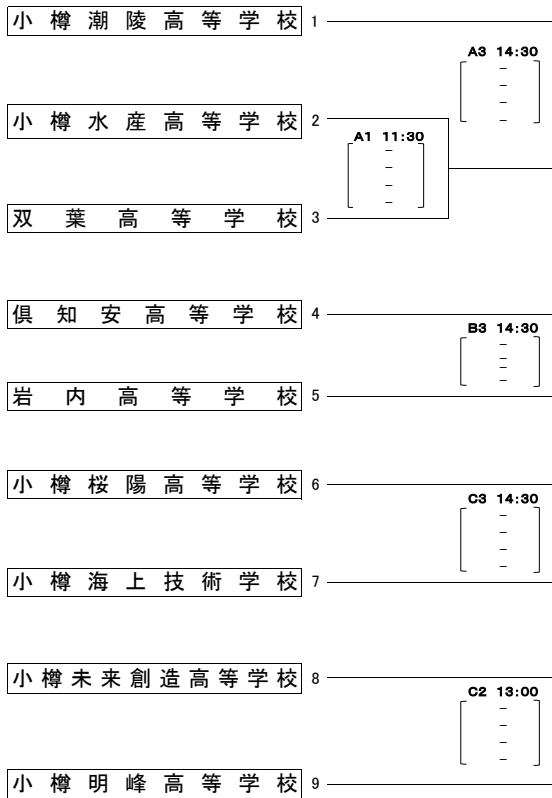 小樽潮陵高等学校 1
A3 14:30
－
－
－
－
小樽水産高等学校 2
A1 11:30
－
－
－
－
双葉高等学校 3
倶知安高等学校 4
B3 14:30
－
－
－
－
岩内高等学校 5
小樽桜陽高等学校 6
C3 14:30
－
－
－
－
小樽海上技術学校 7
小樽未来創造高等学校 8
C2 13:00
－
－
－
－
小樽明峰高等学校 9